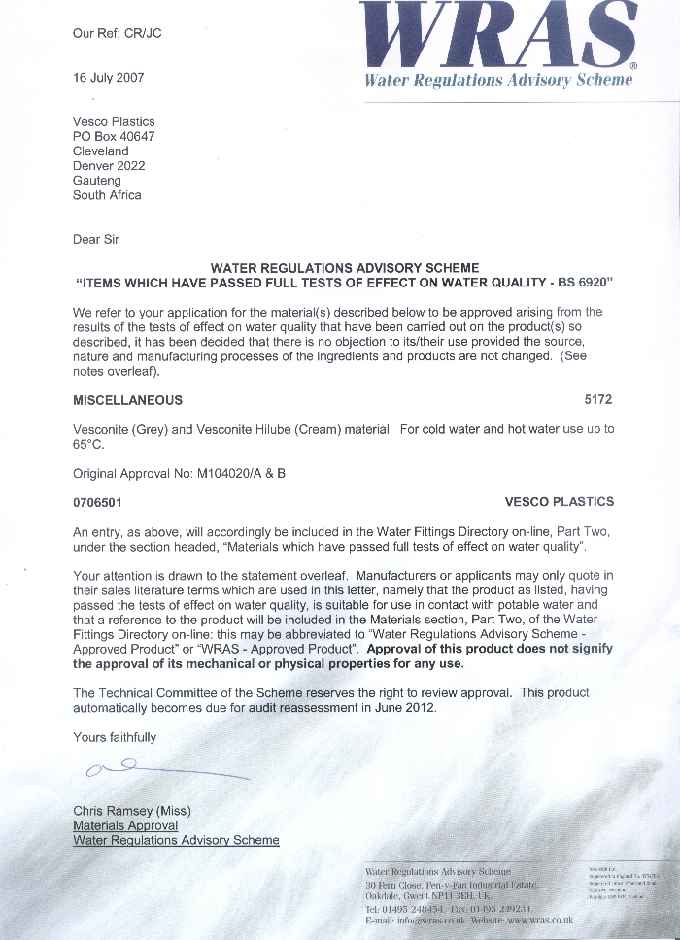 WRAS®
Water Regulations Advisory Scheme
Our Ref: CR/JC
16 July 2007
Vesco Plastics
PO Box 40647
Cleveland
Denver 2022
Gauteng
South Africa
Dear Sir
WATER REGULATIONS ADVISORY SCHEME
“ITEMS WHICH HAVE PASSED FULL TESTS OF EFFECT ON WATER QUALITY - BS 6920”
We refer to your application for the material(s) described below to be approved arising from the
results of the tests of effect on water quality that have been carried out on the product(s) so
described, it has been decided that there is no objection to its/their use provided the source,
nature and manufacturing processes of the ingredients and products are not changed. (See
notes overleaf).
MISCELLANEOUS 5172
Vesconite (Grey) and Vesconite Hilube (Cream) material For cold water and hot water use up to
65°C.
Original Approval No: M104020/A & B
0706501 VESCO PLASTICS
An entry, as above, will accordingly be included in the Water Fittings Directory on-line, Part Two,
under the section headed, “Materials which have passed full tests of effect on water quality”.
Your attention is drawn to the statement overleaf. Manufacturers or applicants may only quote in
their sales literature terms which are used in this letter, namely that the product as listed, having
passed the tests of effect on water quality, is suitable for use in contact with potable water and
that a reference to the product will be included in the Materials section, Part Two, of the Water
Fittings Directory on-line: this may be abbreviated to “Water Regulations Advisory Scheme -
Approved Product” or “WRAS - Approved Product”. Approval of this product does not signify
the approval of its mechanical or physical properties for any use.
The Technical Committee of the Scheme reserves the right to review approval. This product
automatically becomes due for audit reassessment in June 2012.
Yours faithfully
Chris Ramsey (Miss)
Materials Approval
Water Regulations Advisory Scheme
Water Regulations Advisory Scheme
30 Fern Close, Pen-y-Fan Industrial Estate,
Oakdale, Gwent NP11 3EH, UK.
Tel: 01495 248454. Fax: 01495 249234.
E-mail: info@wras.co.uk Website: www.wras.co.uk